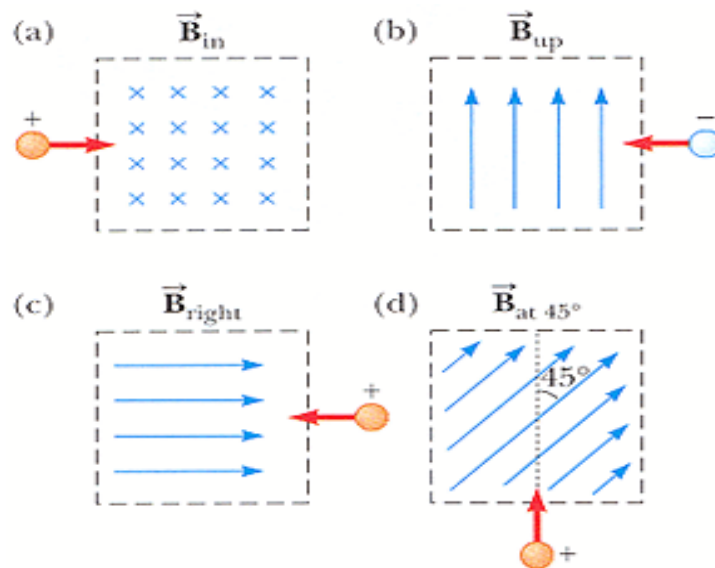 (a) B⃗in
(b) B⃗up
+
−
(c) B⃗right
(d) B⃗at 45°
45°
+
+